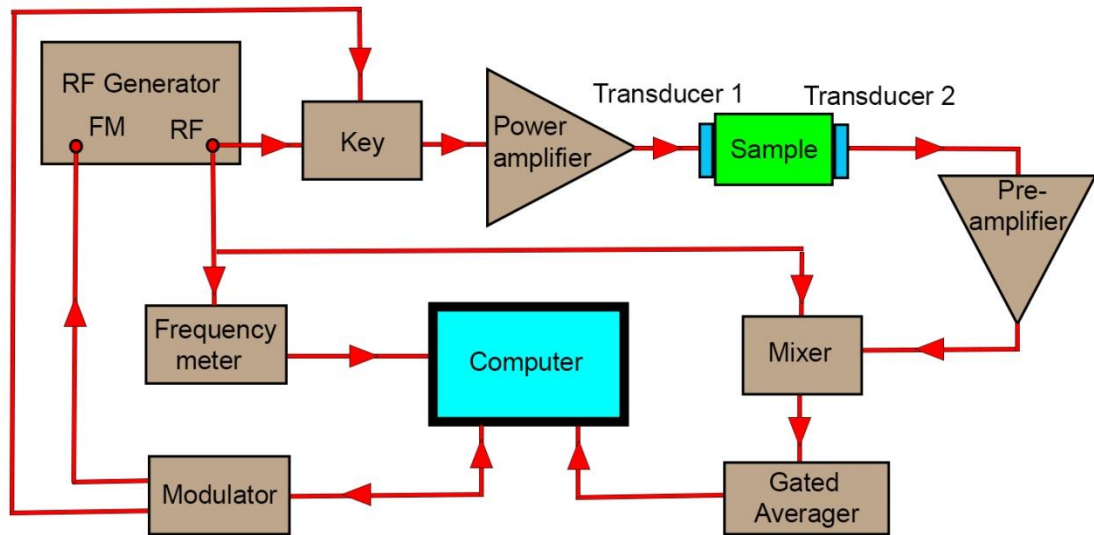 RF Generator
FM
RF
Key
Power
amplifier
Transducer 1
Sample
Transducer 2
Pre-
amplifier
Frequency
meter
Computer
Mixer
Modulator
Gated
Averager